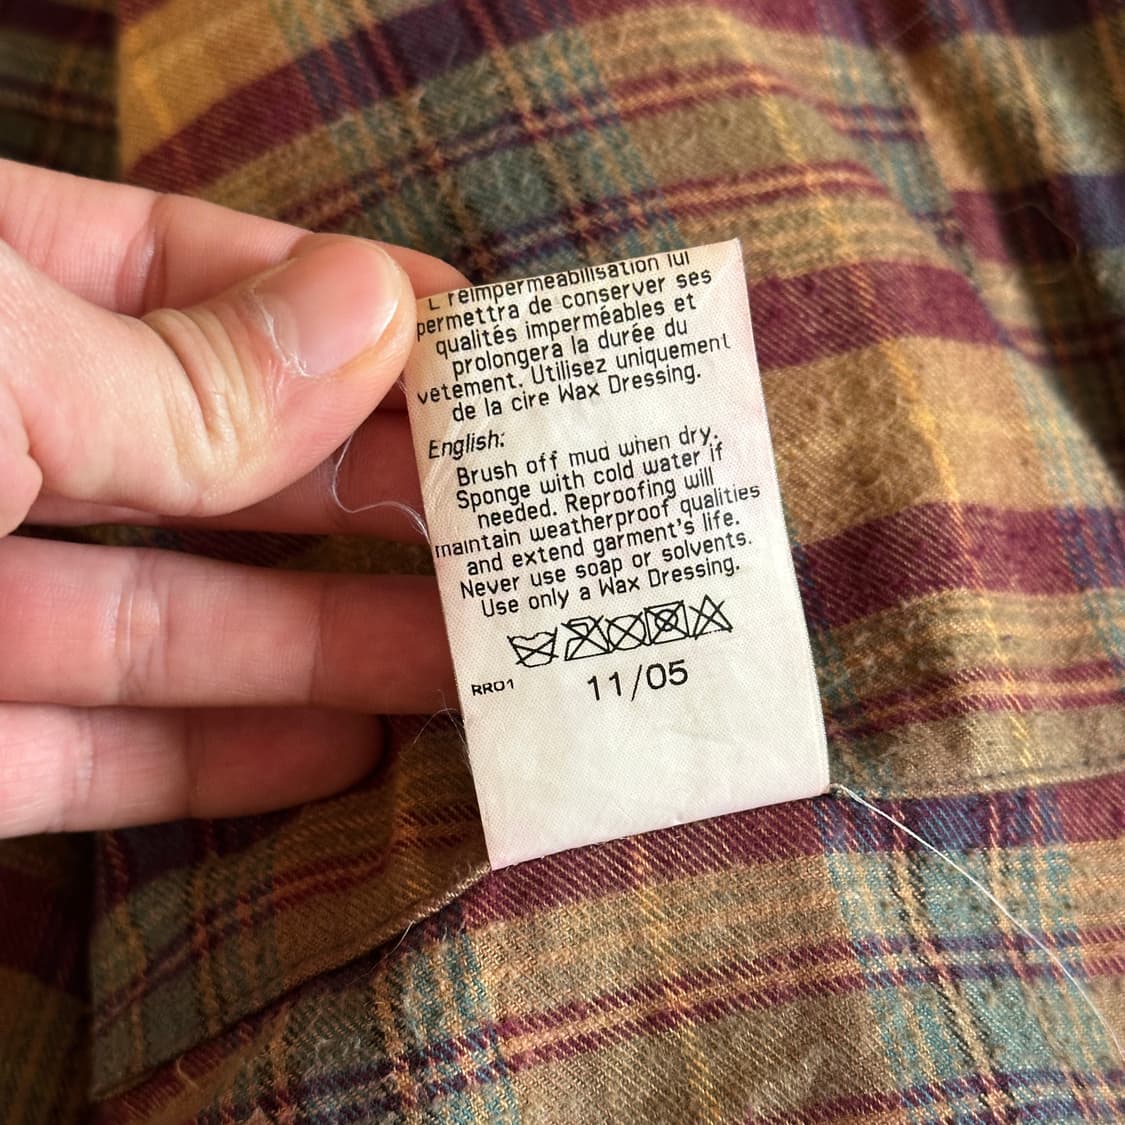 L'réimperméabilisation lui
permettra de conserver ses
qualités imperméables et
prolongera la durée du
vêtement. Utilisez uniquement
de la cire Wax Dressing.
English:
Brush off mud when dry.
Sponge with cold water if
needed. Reproofing will
maintain weatherproof qualities
and extend garment's life.
Never use soap or solvents.
Use only a Wax Dressing.
RR01
11/05